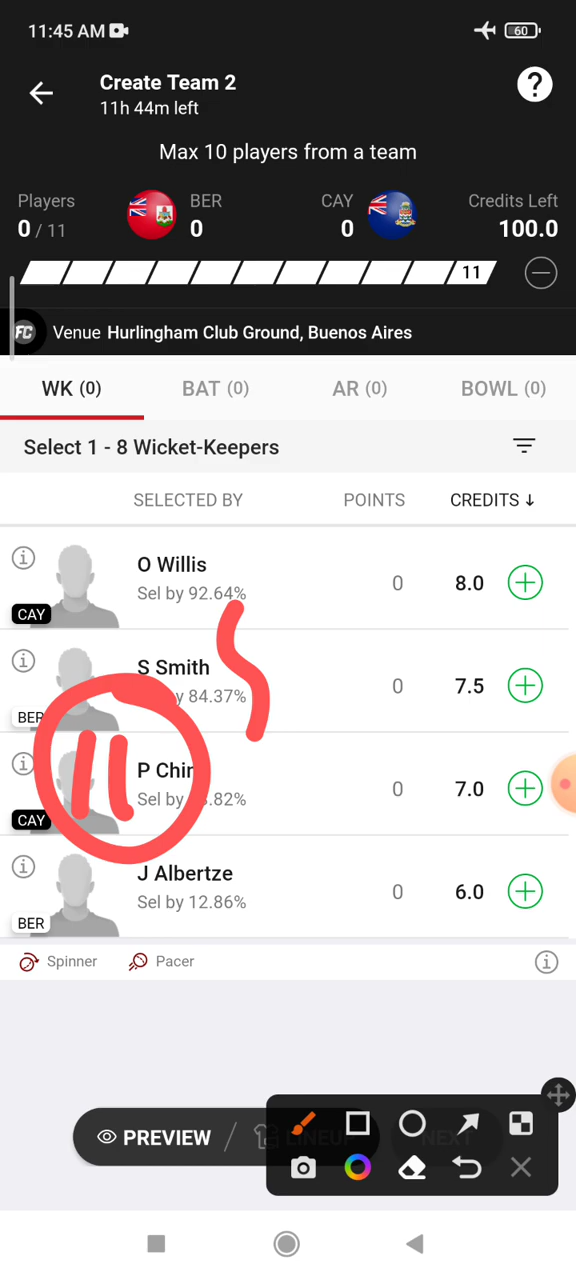 11:45 AM
60
Create Team 2
11h 44m left
?
Max 10 players from a team
Players BER CAY Credits Left
0 / 11 0 0 100.0
11
FC Venue Hurlingham Club Ground, Buenos Aires
WK (0) BAT (0) AR (0) BOWL (0)
Select 1 - 8 Wicket-Keepers
SELECTED BY POINTS CREDITS ↓
O Willis
Sel by 92.64% 0 8.0
CAY
S Smith
84.37% 0 7.5
BER
P Chin
Sel by .82% 0 7.0
CAY
J Albertze
Sel by 12.86% 0 6.0
BER
Spinner Pacer
PREVIEW / LINEUP NEXT